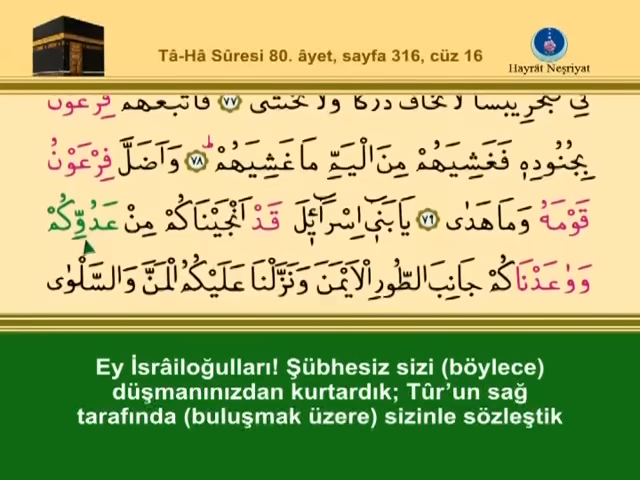 Tâ-Hâ Sûresi 80. âyet, sayfa 316, cüz 16
Hayrât Neşriyat
فِي الْبَحْرِ يَبَسًا لَا تَخَافُ دَرَكًا وَلَا تَخْشٰى ﴿٧٧﴾ فَاَتْبَعَهُمْ فِرْعَوْنُ
بِجُنُودِهٖ فَغَشِيَهُمْ مِنَ الْيَمِّ مَا غَشِيَهُمْ ﴿٧٨﴾ وَاَضَلَّ فِرْعَوْنُ
قَوْمَهُ وَمَا هَدٰى ﴿٧٩﴾ يَا بَنٖٓي اِسْرَٓائٖلَ قَدْ اَنْجَيْنَاكُمْ مِنْ عَدُوِّكُمْ
وَوٰعَدْنَاكُمْ جَانِبَ الطُّورِ الْاَيْمَنَ وَنَزَّلْنَا عَلَيْكُمُ الْمَنَّ وَالسَّلْوٰى
Ey İsrâiloğulları! Şübhesiz sizi (böylece)
düşmanınızdan kurtardık; Tûr’un sağ
tarafında (buluşmak üzere) sizinle sözleştik